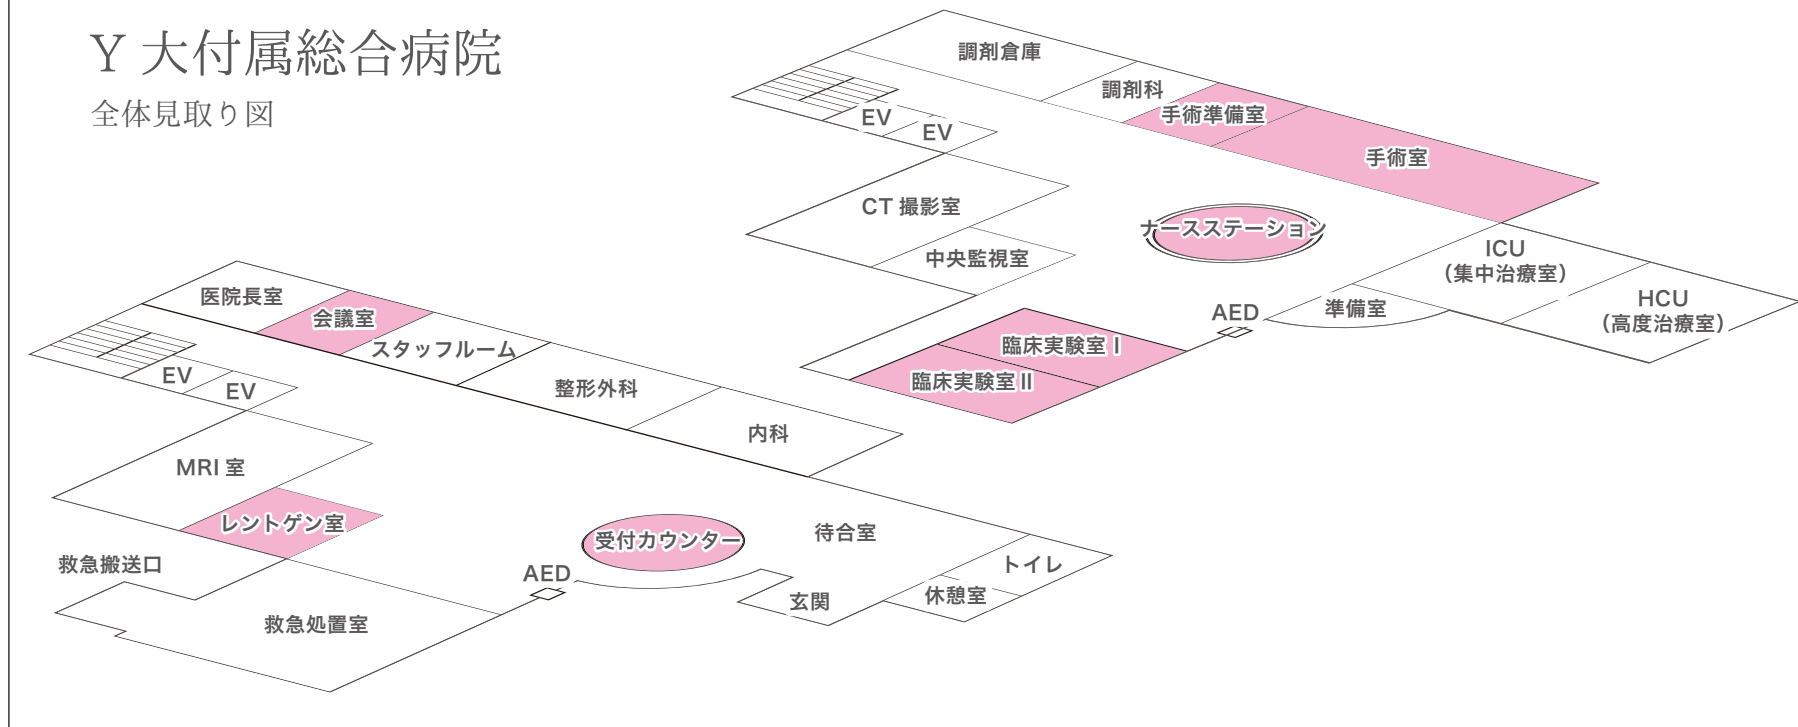 Y 大付属総合病院
全体見取り図
調剤倉庫
調剤科
手術準備室
手術室
EV
EV
CT 撮影室
中央監視室
ナースステーション
ICU
（集中治療室）
HCU
（高度治療室）
準備室
AED
臨床実験室 I
臨床実験室 II
医院長室
会議室
スタッフルーム
整形外科
内科
EV
EV
MRI 室
レントゲン室
受付カウンター
待合室
トイレ
休憩室
玄関
AED
救急搬送口
救急処置室